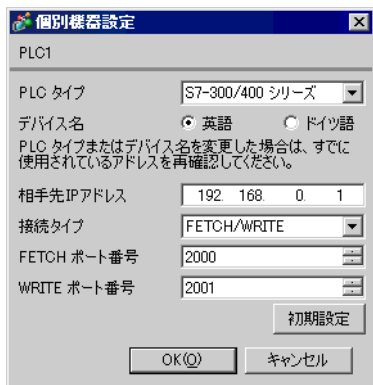 個別機器設定
PLC1
PLC タイプ S7-300/400 シリーズ
デバイス名 英語 ドイツ語
PLC タイプまたはデバイス名を変更した場合は、すでに
使用されているアドレスを再確認してください。
相手先IPアドレス 192. 168. 0. 1
接続タイプ FETCH/WRITE
FETCH ポート番号 2000
WRITE ポート番号 2001
初期設定
OK(O) キャンセル